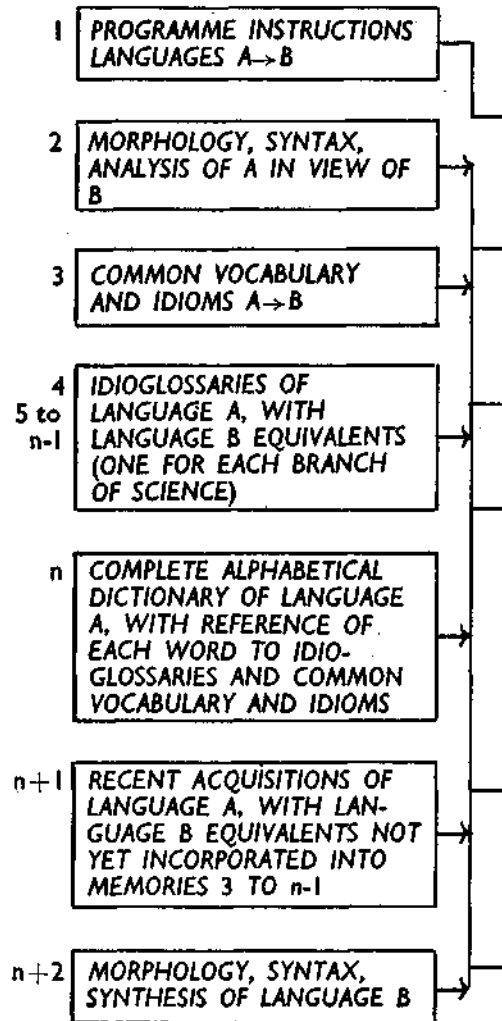 1 PROGRAMME INSTRUCTIONS
LANGUAGES A→B
2 MORPHOLOGY, SYNTAX,
ANALYSIS OF A IN VIEW OF
B
3 COMMON VOCABULARY
AND IDIOMS A→B
4 IDIOGLOSSARIES OF
5 to LANGUAGE A, WITH
n-1 LANGUAGE B EQUIVALENTS
(ONE FOR EACH BRANCH
OF SCIENCE)
n COMPLETE ALPHABETICAL
DICTIONARY OF LANGUAGE
A, WITH REFERENCE OF
EACH WORD TO IDIO-
GLOSSARIES AND COMMON
VOCABULARY AND IDIOMS
n+1 RECENT ACQUISITIONS OF
LANGUAGE A, WITH LAN-
GUAGE B EQUIVALENTS NOT
YET INCORPORATED INTO
MEMORIES 3 TO n-1
n+2 MORPHOLOGY, SYNTAX,
SYNTHESIS OF LANGUAGE B